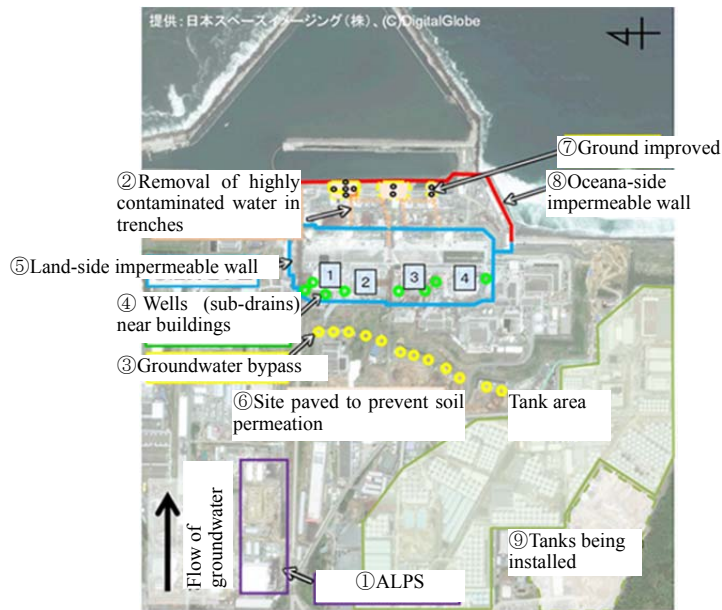 提供：日本スペースイメージング（株）、(C)DigitalGlobe
⑦Ground improved
②Removal of highly
contaminated water in
trenches
⑧Oceana-side
impermeable wall
⑤Land-side impermeable wall
1
2
3
4
④ Wells (sub-drains)
near buildings
③Groundwater bypass
⑥Site paved to prevent soil
permeation
Tank area
Flow of
groundwater
⑨Tanks being
installed
①ALPS